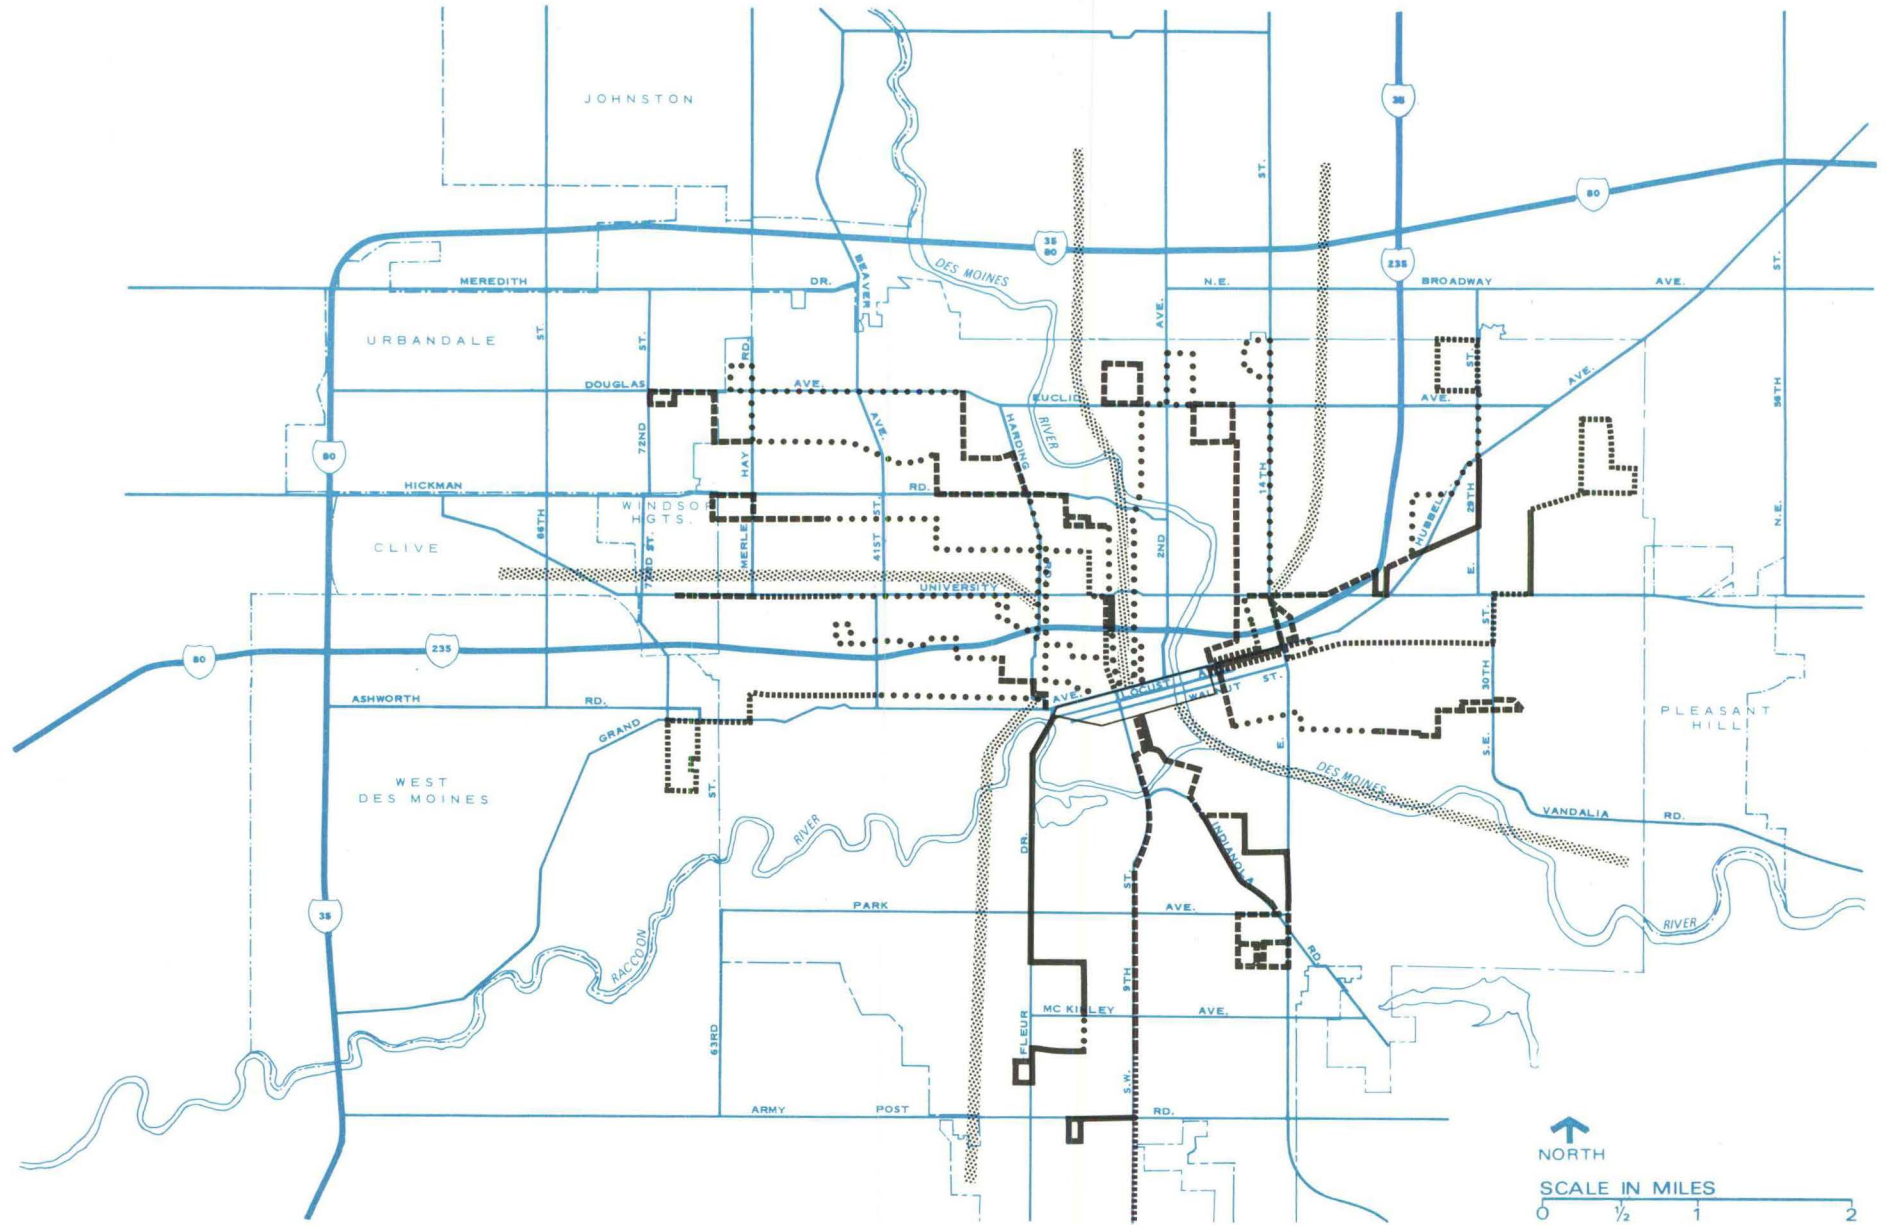 JOHNSTON
35
80
35
80
235
ST.
ST.
DES MOINES
BEAVER
MEREDITH
DR.
N.E.
BROADWAY
AVE.
AVE.
URBANDALE
ST.
ST.
RD.
ST.
DOUGLAS
AVE.
EUCLID
AVE.
AVE.
56TH
72ND
AVE.
HARDING
RIVER
80
HAY
HICKMAN
RD.
14TH
29TH
HUBBELL
N.E.
WINDSOR
HGTS.
66TH
ST.
MERLE
41ST
2ND
CLIVE
73RD ST.
RD.
E.
UNIVERSITY
ST.
80
235
30TH
ASHWORTH
RD.
AVE.
LOCUST
WALNUT
ST.
GRAND
E.
S.E.
PLEASANT
HILL
WEST
DES MOINES
ST.
DES MOINES
VANDALIA
RD.
RIVER
DR.
INDIANOLA
ST.
35
PARK
AVE.
RIVER
RACCOON
RD.
9TH
63RD
FLEUR
MC KINLEY
AVE.
S.W.
ARMY
POST
RD.
NORTH
SCALE IN MILES
0
1/2
1
2